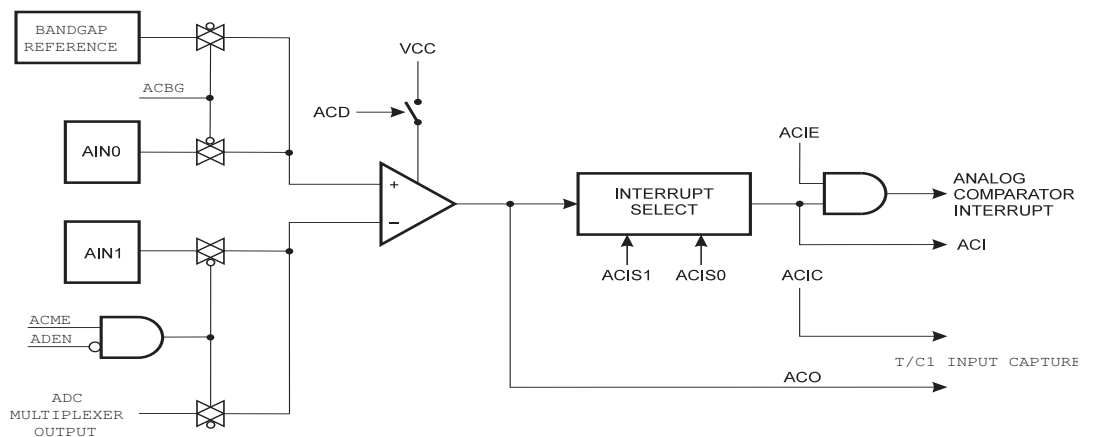 BANDGAP
REFERENCE
ACBG
AIN0
VCC
ACD
+
−
AIN1
ACME
ADEN
ADC
MULTIPLEXER
OUTPUT
INTERRUPT
SELECT
ACIS1
ACIS0
ACIE
ANALOG
COMPARATOR
INTERRUPT
ACI
ACIC
T/C1 INPUT CAPTURE
ACO